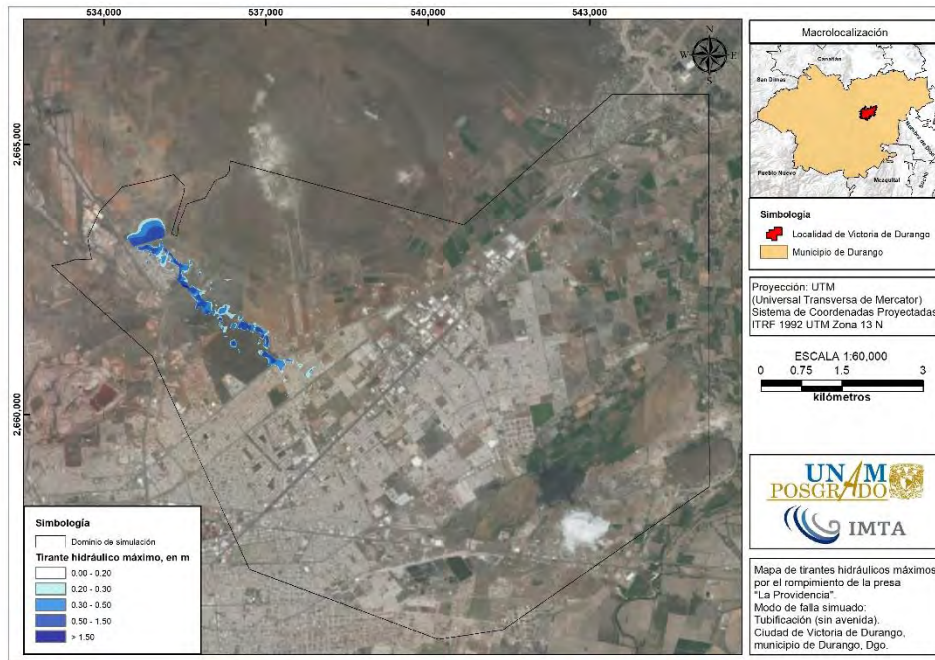 534,000
537,000
540,000
543,000
2,665,000
2,660,000
N
W
E
S
Simbología
Dominio de simulación
Tirante hidráulico máximo, en m
0.00 - 0.20
0.20 - 0.30
0.30 - 0.50
0.50 - 1.50
> 1.50
Macrolocalización
Canatlán
San Dimas
Nombre de Dios
Pueblo Nuevo
Mezquital
Súchil
Simbología
Localidad de Victoria de Durango
Municipio de Durango
Proyección: UTM
(Universal Transversa de Mercator)
Sistema de Coordenadas Proyectadas
ITRF 1992 UTM Zona 13 N
ESCALA 1:60,000
0 0.75 1.5 3
kilómetros
UNAM
POSGRADO
IMTA
Mapa de tirantes hidráulicos máximos
por el rompimiento de la presa
"La Providencia".
Modo de falla simuado:
Tubificación (sin avenida).
Ciudad de Victoria de Durango,
municipio de Durango, Dgo.